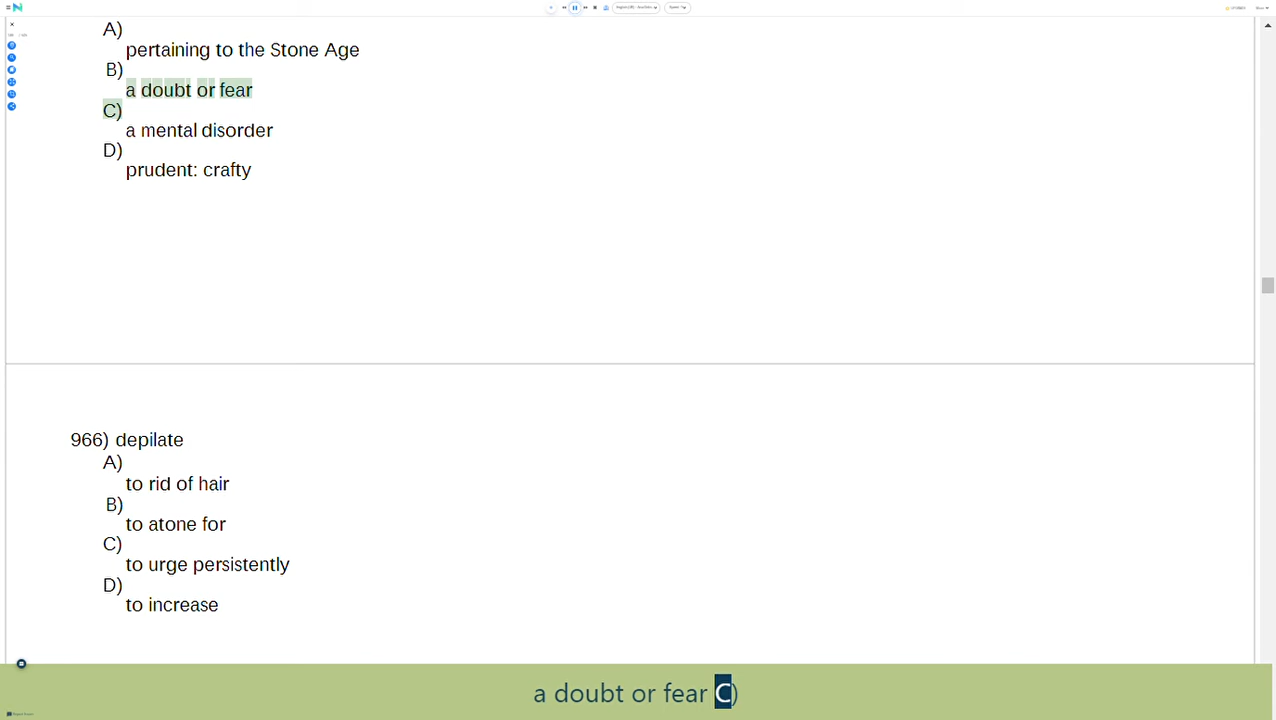 A)
pertaining to the Stone Age
B)
a doubt or fear
C)
a mental disorder
D)
prudent: crafty
966) depilate
A)
to rid of hair
B)
to atone for
C)
to urge persistently
D)
to increase
a doubt or fear C)